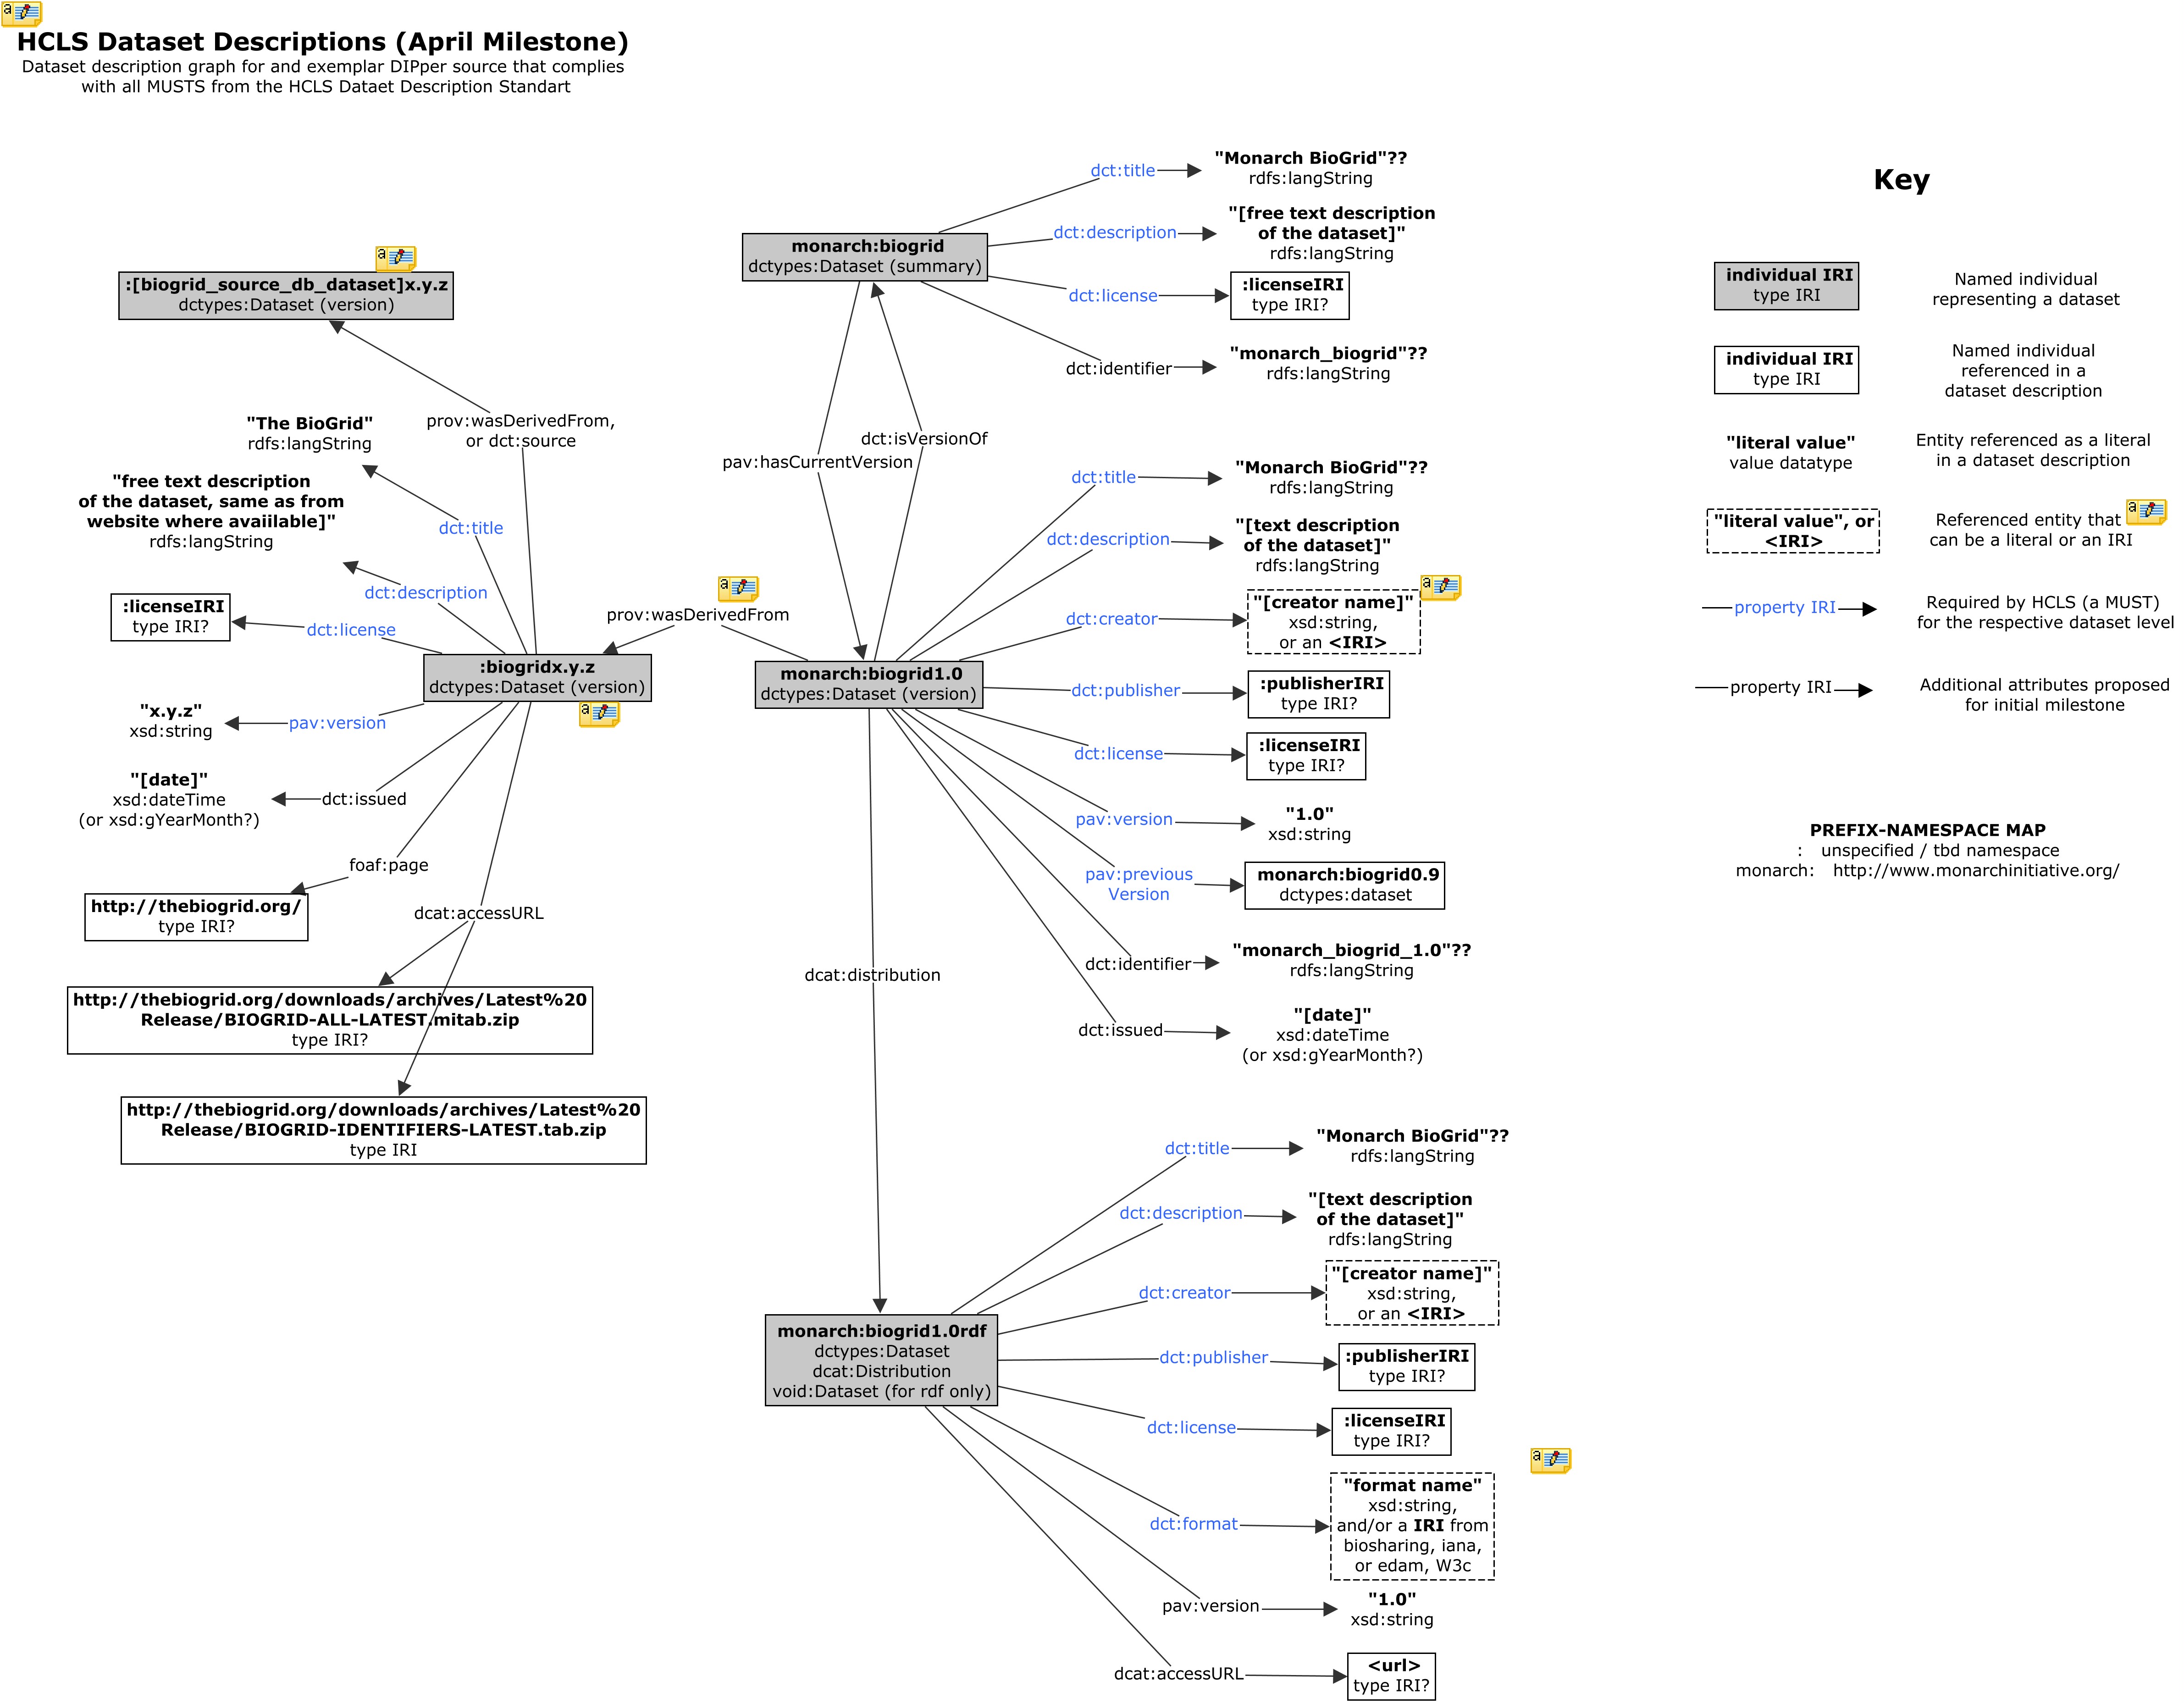 HCLS Dataset Descriptions (April Milestone)
Dataset description graph for and exemplar DIPper source that complies
with all MUSTS from the HCLS Dataet Description Standart
:[biogrid_source_db_dataset]x.y.z
dctypes:Dataset (version)
prov:wasDerivedFrom,
or dct:source
"The BioGrid"
rdfs:langString
dct:title
"free text description
of the dataset, same as from
website where avaiilable]"
rdfs:langString
dct:description
:licenseIRI
type IRI?
dct:license
:biogridx.y.z
dctypes:Dataset (version)
"x.y.z"
xsd:string
pav:version
"[date]"
xsd:dateTime
(or xsd:gYearMonth?)
dct:issued
foaf:page
http://thebiogrid.org/
type IRI?
dcat:accessURL
http://thebiogrid.org/downloads/archives/Latest%20
Release/BIOGRID-ALL-LATEST.mitab.zip
type IRI?
http://thebiogrid.org/downloads/archives/Latest%20
Release/BIOGRID-IDENTIFIERS-LATEST.tab.zip
type IRI
prov:wasDerivedFrom
monarch:biogrid
dctypes:Dataset (summary)
dct:title
"Monarch BioGrid"??
rdfs:langString
dct:description
"[free text description
of the dataset]"
rdfs:langString
dct:license
:licenseIRI
type IRI?
dct:identifier
"monarch_biogrid"??
rdfs:langString
dct:isVersionOf
pav:hasCurrentVersion
monarch:biogrid1.0
dctypes:Dataset (version)
dct:title
"Monarch BioGrid"??
rdfs:langString
dct:description
"[text description
of the dataset]"
rdfs:langString
dct:creator
"[creator name]"
xsd:string,
or an <IRI>
dct:publisher
:publisherIRI
type IRI?
dct:license
:licenseIRI
type IRI?
pav:version
"1.0"
xsd:string
pav:previous
Version
monarch:biogrid0.9
dctypes:dataset
dct:identifier
"monarch_biogrid_1.0"??
rdfs:langString
dct:issued
"[date]"
xsd:dateTime
(or xsd:gYearMonth?)
dcat:distribution
monarch:biogrid1.0rdf
dctypes:Dataset
dcat:Distribution
void:Dataset (for rdf only)
dct:title
"Monarch BioGrid"??
rdfs:langString
dct:description
"[text description
of the dataset]"
rdfs:langString
dct:creator
"[creator name]"
xsd:string,
or an <IRI>
dct:publisher
:publisherIRI
type IRI?
dct:license
:licenseIRI
type IRI?
dct:format
"format name"
xsd:string,
and/or a IRI from
biosharing, iana,
or edam, W3c
pav:version
"1.0"
xsd:string
dcat:accessURL
<url>
type IRI?
Key
individual IRI
type IRI
Named individual
representing a dataset
individual IRI
type IRI
Named individual
referenced in a
dataset description
"literal value"
value datatype
Entity referenced as a literal
in a dataset description
"literal value", or
<IRI>
Referenced entity that
can be a literal or an IRI
property IRI
Required by HCLS (a MUST)
for the respective dataset level
property IRI
Additional attributes proposed
for initial milestone
PREFIX-NAMESPACE MAP
: unspecified / tbd namespace
monarch: http://www.monarchinitiative.org/